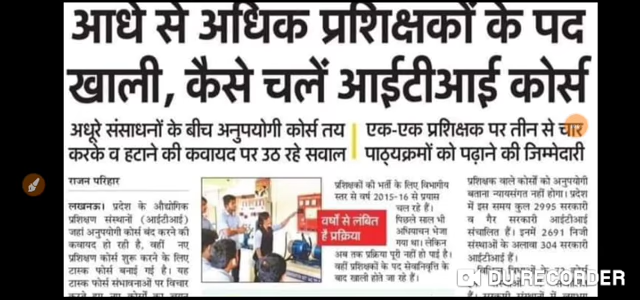 आधे से अधिक प्रशिक्षकों के पद
खाली, कैसे चलें आईटीआई कोर्स
अधूरे संसाधनों के बीच अनुपयोगी कोर्स तय
करके व हटाने की कवायद पर उठ रहे सवाल
एक-एक प्रशिक्षक पर तीन से चार
पाठ्यक्रमों को पढ़ाने की जिम्मेदारी
राजन परिहार
लखनऊ। प्रदेश के औद्योगिक
प्रशिक्षण संस्थानों (आईटीआई)
जहां अनुपयोगी कोर्स बंद करने की
कवायद हो रही है, वहीं नए
प्रशिक्षण कोर्स शुरू करने के लिए
टास्क फोर्स बनाई गई है। यह
टास्क फोर्स संभावनाओं पर विचार
वर्षों से लंबित
है प्रक्रिया
प्रशिक्षकों की भर्ती के लिए विभागीय
स्तर से वर्ष 2015-16 से प्रयास
चल रहे हैं।
पिछले साल भी
अधियाचन भेजा
गया था। लेकिन
अब तक प्रक्रिया पूरी नहीं हो पाई है।
वहीं प्रशिक्षकों के पद सेवानिवृत्ति के
बाद खाली होते जा रहे हैं।
प्रशिक्षक वाले कोर्सों को अनुपयोगी
बताना न्यायसंगत नहीं होगा। प्रदेश
में इस समय कुल 2995 सरकारी
व गैर सरकारी आईटीआई
संचालित हैं। इनमें 2691 निजी
संस्थाओं के अलावा 304 सरकारी
आईटीआई हैं।
DU RECORDER